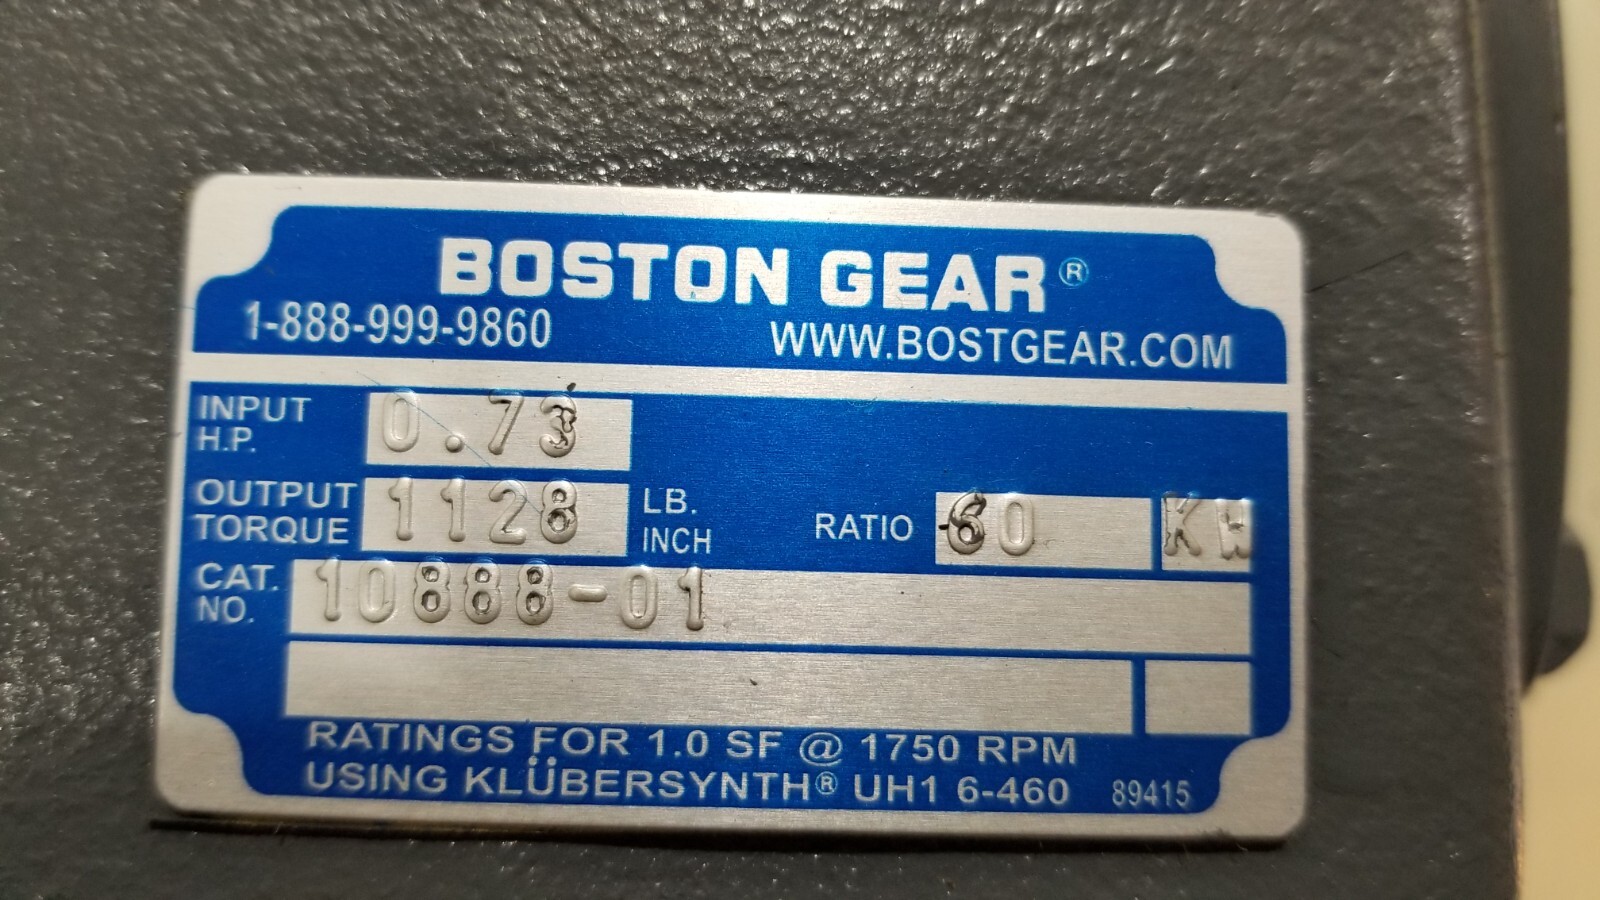 BOSTON GEAR®
1-888-999-9860
WWW.BOSTGEAR.COM
INPUT H.P. 0.73
OUTPUT TORQUE 1128 LB. INCH
RATIO 60 KW
CAT. NO. 10888-01
RATINGS FOR 1.0 SF @ 1750 RPM
USING KLÜBERSYNTH® UH1 6-460 89415